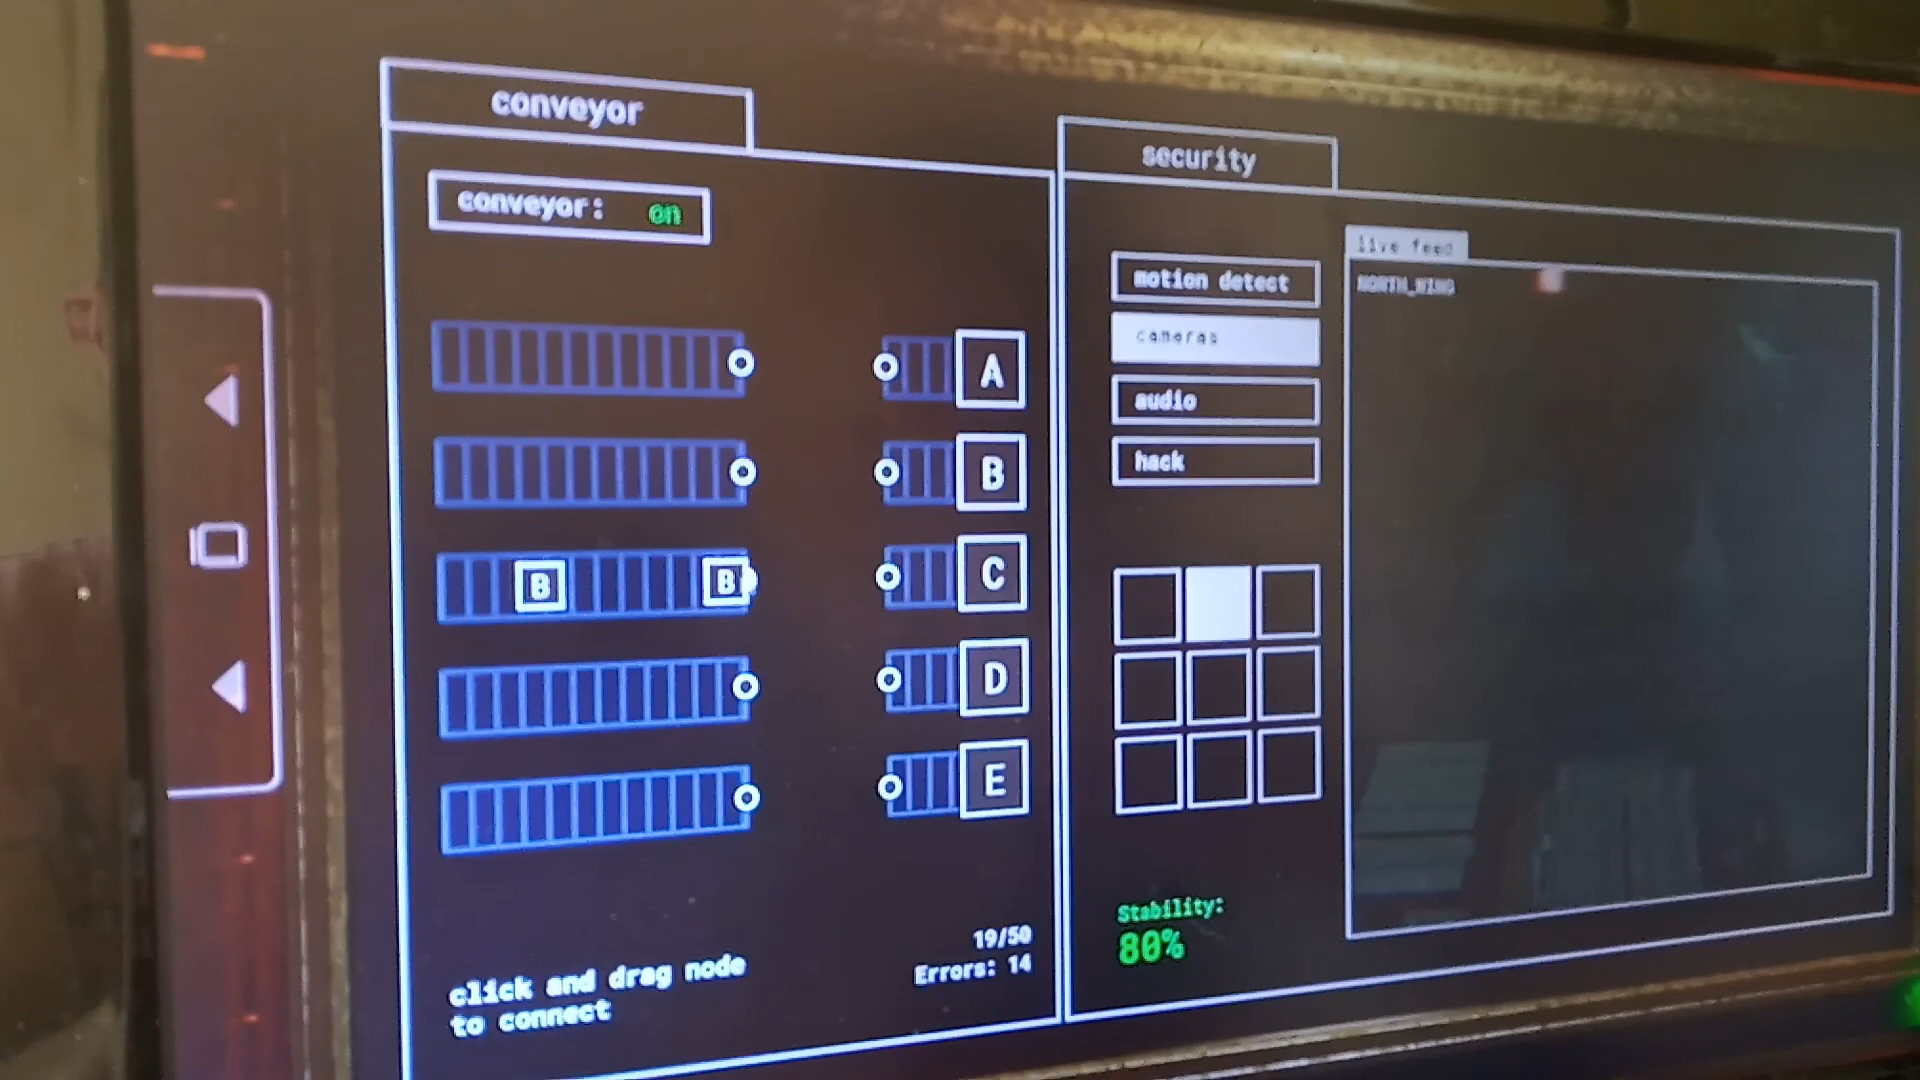 conveyor
conveyor: on
A
B
B B C
D
E
19/50
Errors: 14
click and drag node
to connect
security
motion detect
cameras
audio
hack
Stability:
80%
live feed
NORTH_WING